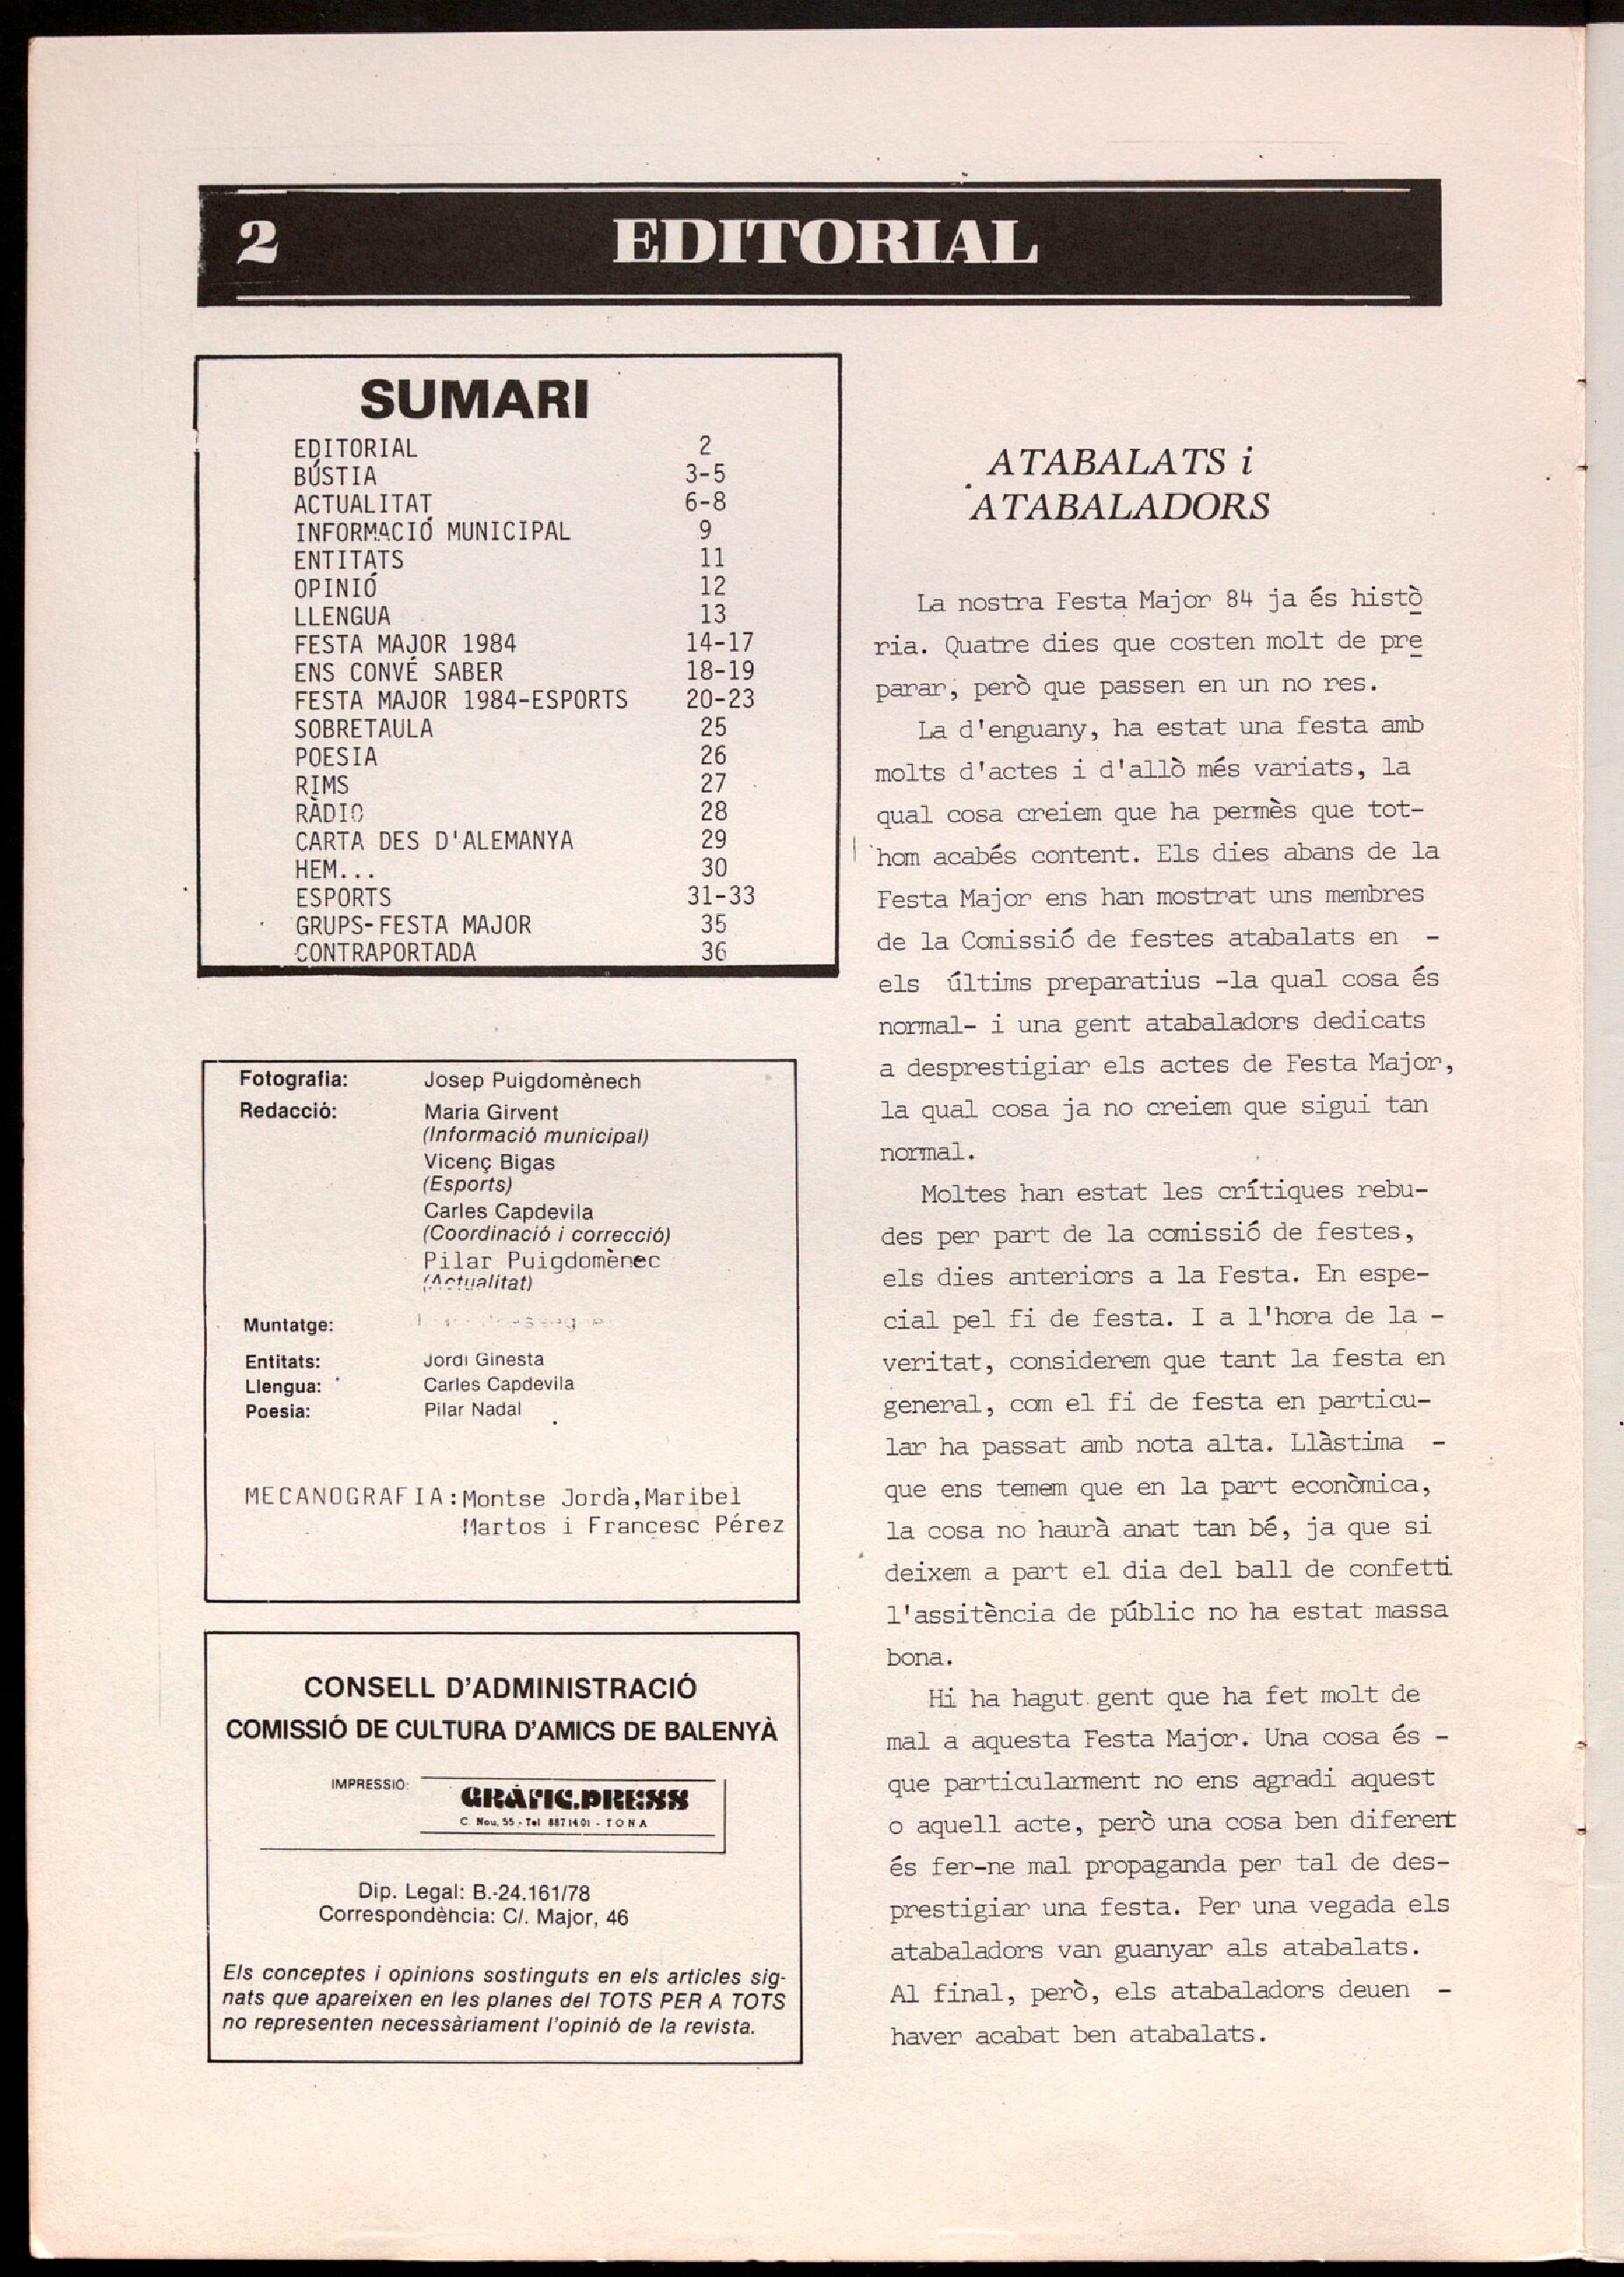 2 EDITORIAL
SUMARI
EDITORIAL 2
BÚSTIA 3-5
ACTUALITAT 6-8
INFORMACIÓ MUNICIPAL 9
ENTITATS 11
OPINIÓ 12
LLENGUA 13
FESTA MAJOR 1984 14-17
ENS CONVÉ SABER 18-19
FESTA MAJOR 1984-ESPORTS 20-23
SOBRETAULA 25
POESIA 26
RIMS 27
RÀDIO 28
CARTA DES D'ALEMANYA 29
HEM... 30
ESPORTS 31-33
GRUPS-FESTA MAJOR 35
CONTRAPORTADA 36
Fotografia: Josep Puigdomènech
Redacció: Maria Girvent
(Informació municipal)
Vicenç Bigas
(Esports)
Carles Capdevila
(Coordinació i correcció)
Pilar Puigdomènec
(Actualitat)
Muntatge:
Entitats: Jordi Ginesta
Llengua: Carles Capdevila
Poesia: Pilar Nadal
MECANOGRAFIA: Montse Jordà, Maribel
Martos i Francesc Pérez
CONSELL D'ADMINISTRACIÓ
COMISSIÓ DE CULTURA D'AMICS DE BALENYÀ
IMPRESSIÓ: GRÀFIC.PRESS
C. Nou, 55 - Tel 8871401 - TONA
Dip. Legal: B.-24.161/78
Correspondència: C/. Major, 46
Els conceptes i opinions sostinguts en els articles sig-
nats que apareixen en les planes del TOTS PER A TOTS
no representen necessàriament l'opinió de la revista.
ATABALATS i
ATABALADORS
La nostra Festa Major 84 ja és histò
ria. Quatre dies que costen molt de pre
parar, però que passen en un no res.
La d'enguany, ha estat una festa amb
molts d'actes i d'allò més variats, la
qual cosa creiem que ha permès que tot-
hom acabés content. Els dies abans de la
Festa Major ens han mostrat uns membres
de la Comissió de festes atabalats en -
els últims preparatius -la qual cosa és
normal- i una gent atabaladors dedicats
a desprestigiar els actes de Festa Major,
la qual cosa ja no creiem que sigui tan
normal.
Moltes han estat les crítiques rebu-
des per part de la comissió de festes,
els dies anteriors a la Festa. En espe-
cial pel fi de festa. I a l'hora de la -
veritat, considerem que tant la festa en
general, com el fi de festa en particu-
lar ha passat amb nota alta. Llàstima -
que ens temem que en la part econòmica,
la cosa no haurà anat tan bé, ja que si
deixem a part el dia del ball de confetti
l'assitència de públic no ha estat massa
bona.
Hi ha hagut gent que ha fet molt de
mal a aquesta Festa Major. Una cosa és -
que particularment no ens agradi aquest
o aquell acte, però una cosa ben diferent
és fer-ne mal propaganda per tal de des-
prestigiar una festa. Per una vegada els
atabaladors van guanyar als atabalats.
Al final, però, els atabaladors deuen -
haver acabat ben atabalats.